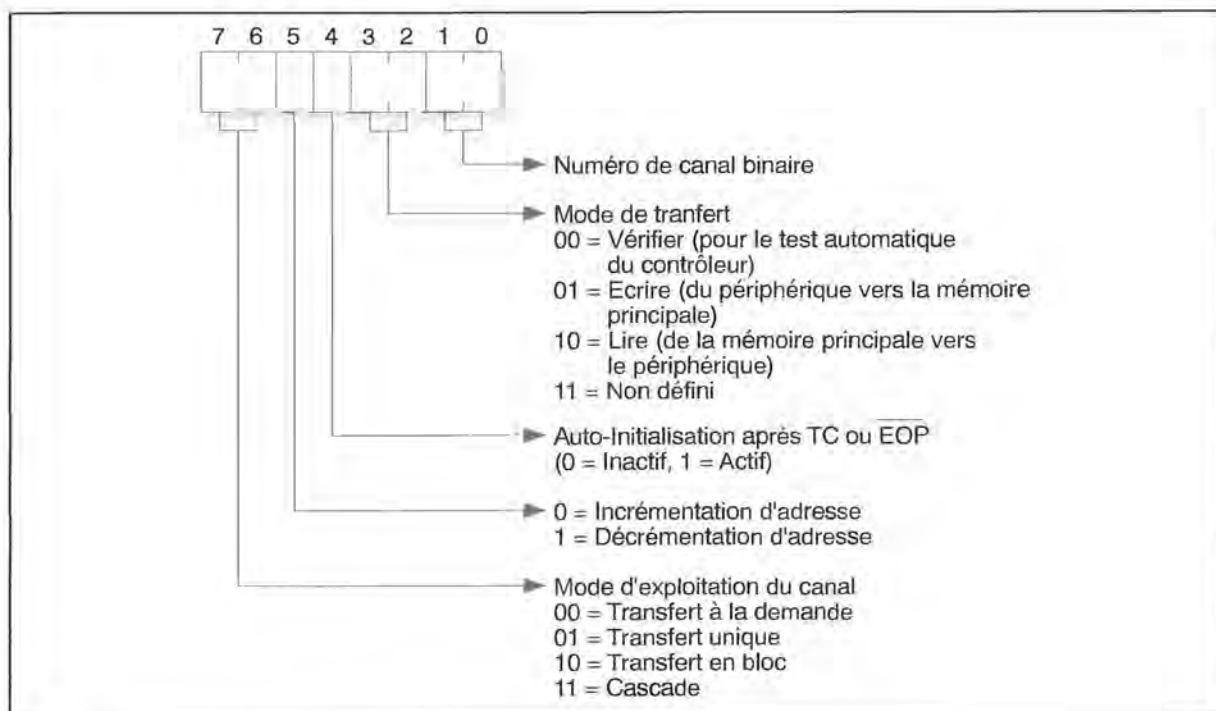 7 6 5 4 3 2 1 0
Numéro de canal binaire
Mode de tranfert
00 = Vérifier (pour le test automatique
du contrôleur)
01 = Ecrire (du périphérique vers la mémoire
principale)
10 = Lire (de la mémoire principale vers
le périphérique)
11 = Non défini
Auto-Initialisation après TC ou E̅O̅P̅
(0 = Inactif, 1 = Actif)
0 = Incrémentation d'adresse
1 = Décrémentation d'adresse
Mode d'exploitation du canal
00 = Transfert à la demande
01 = Transfert unique
10 = Transfert en bloc
11 = Cascade